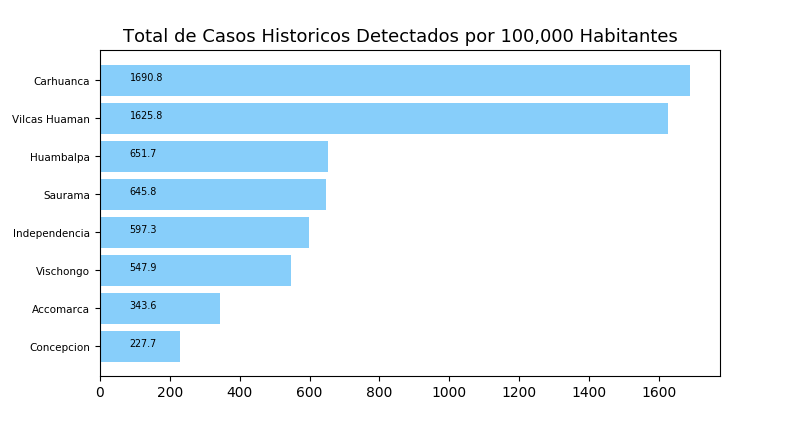 Total de Casos Historicos Detectados por 100,000 Habitantes
Carhuanca 1690.8
Vilcas Huaman 1625.8
Huambalpa 651.7
Saurama 645.8
Independencia 597.3
Vischongo 547.9
Accomarca 343.6
Concepcion 227.7
0 200 400 600 800 1000 1200 1400 1600